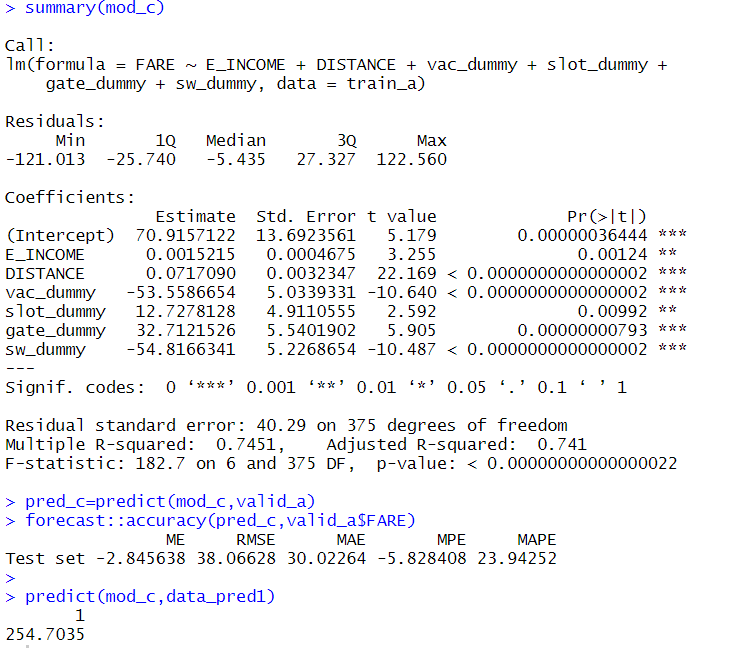 > summary(mod_c)
Call:
lm(formula = FARE ~ E_INCOME + DISTANCE + vac_dummy + slot_dummy +
    gate_dummy + sw_dummy, data = train_a)
Residuals:
     Min       1Q   Median       3Q      Max
-121.013  -25.740   -5.435   27.327  122.560
Coefficients:
               Estimate  Std. Error t value             Pr(>|t|)
(Intercept)  70.9157122  13.6923561   5.179        0.00000036444 ***
E_INCOME      0.0015215   0.0004675   3.255              0.00124 **
DISTANCE      0.0717090   0.0032347  22.169 < 0.0000000000000002 ***
vac_dummy   -53.5586654   5.0339331 -10.640 < 0.0000000000000002 ***
slot_dummy   12.7278128   4.9110555   2.592              0.00992 **
gate_dummy   32.7121526   5.5401902   5.905        0.00000000793 ***
sw_dummy    -54.8166341   5.2268654 -10.487 < 0.0000000000000002 ***
---
Signif. codes:  0 ‘***’ 0.001 ‘**’ 0.01 ‘*’ 0.05 ‘.’ 0.1 ‘ ’ 1
Residual standard error: 40.29 on 375 degrees of freedom
Multiple R-squared:  0.7451,    Adjusted R-squared:  0.741
F-statistic: 182.7 on 6 and 375 DF,  p-value: < 0.00000000000000022
> pred_c=predict(mod_c,valid_a)
> forecast::accuracy(pred_c,valid_a$FARE)
                ME     RMSE      MAE       MPE     MAPE
Test set -2.845638 38.06628 30.02264 -5.828408 23.94252
>
> predict(mod_c,data_pred1)
       1
254.7035